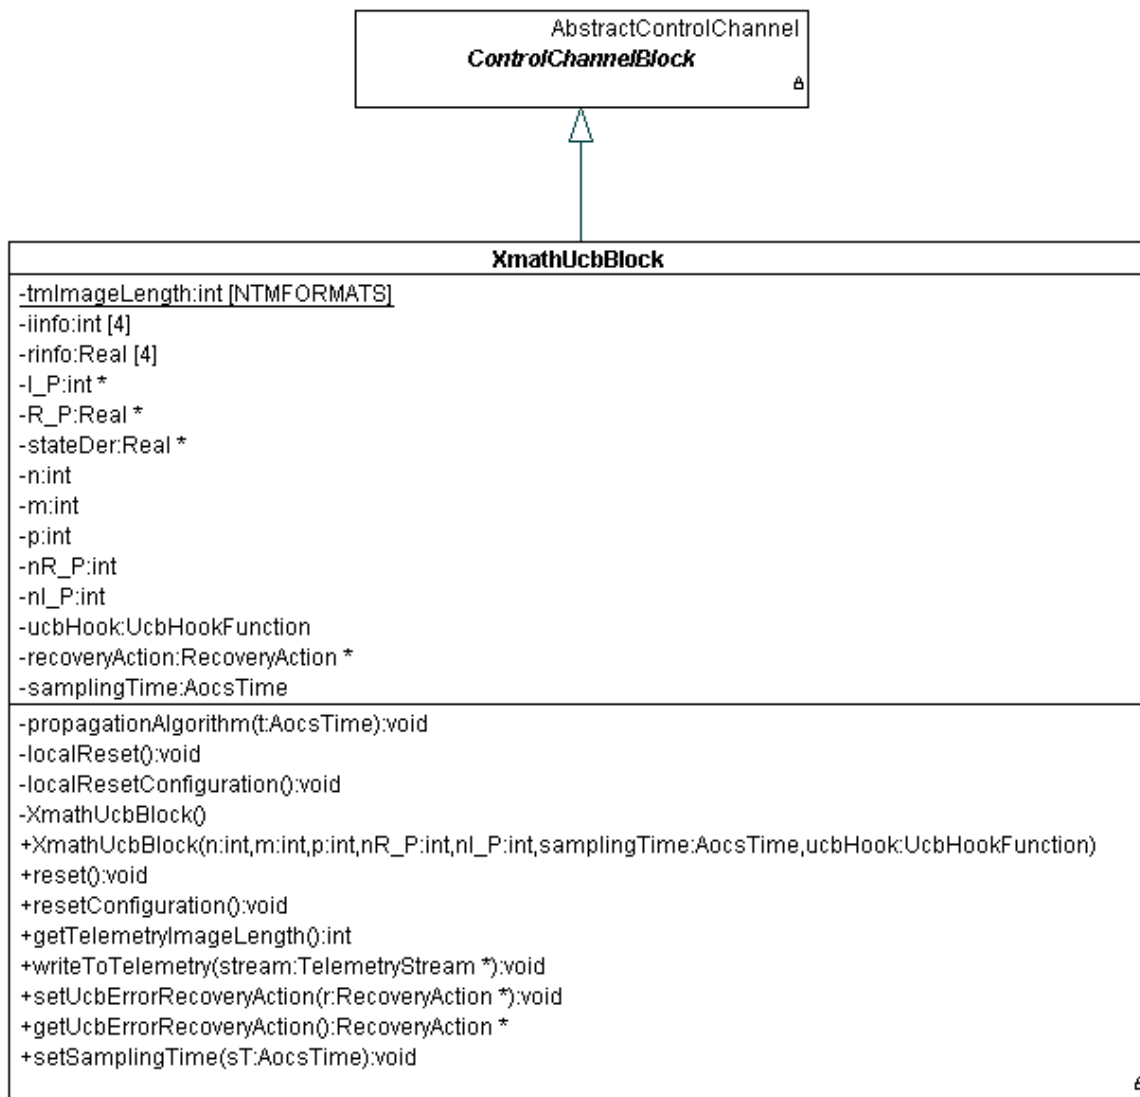 AbstractControlChannel
ControlChannelBlock
XmathUcbBlock
-tmImageLength:int [NTMFORMATS]
-iinfo:int [4]
-rinfo:Real [4]
-I_P:int *
-R_P:Real *
-stateDer:Real *
-n:int
-m:int
-p:int
-nR_P:int
-nI_P:int
-ucbHook:UcbHookFunction
-recoveryAction:RecoveryAction *
-samplingTime:AocsTime
-propagationAlgorithm(t:AocsTime):void
-localReset():void
-localResetConfiguration():void
-XmathUcbBlock()
+XmathUcbBlock(n:int,m:int,p:int,nR_P:int,nI_P:int,samplingTime:AocsTime,ucbHook:UcbHookFunction)
+reset():void
+resetConfiguration():void
+getTelemetryImageLength():int
+writeToTelemetry(stream:TelemetryStream *):void
+setUcbErrorRecoveryAction(r:RecoveryAction *):void
+getUcbErrorRecoveryAction():RecoveryAction *
+setSamplingTime(sT:AocsTime):void